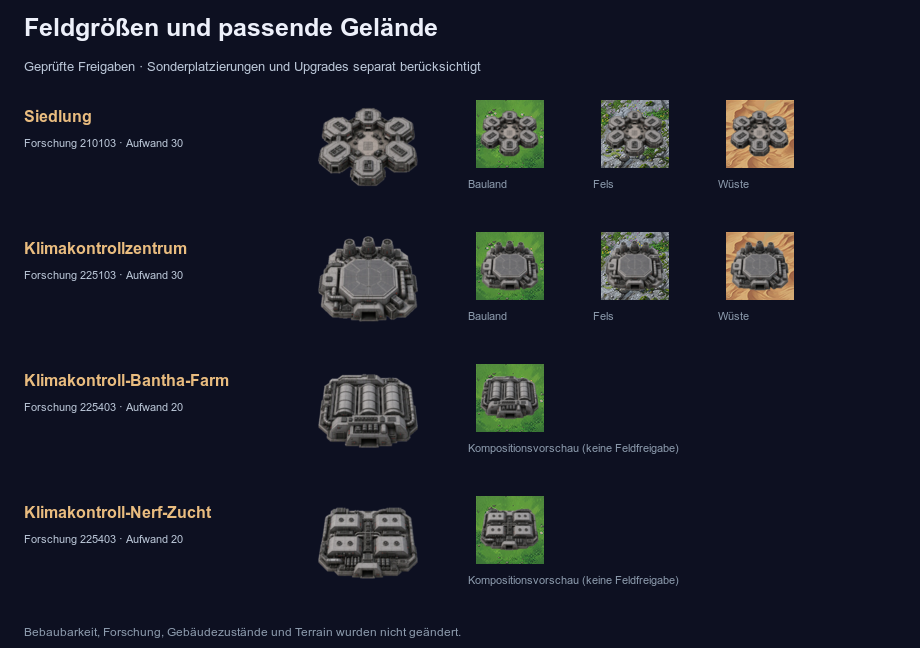 Feldgrößen und passende Gelände
Geprüfte Freigaben · Sonderplatzierungen und Upgrades separat berücksichtigt
Siedlung
Forschung 210103 · Aufwand 30
Bauland
Fels
Wüste
Klimakontrollzentrum
Forschung 225103 · Aufwand 30
Bauland
Fels
Wüste
Klimakontroll-Bantha-Farm
Forschung 225403 · Aufwand 20
Kompositionsvorschau (keine Feldfreigabe)
Klimakontroll-Nerf-Zucht
Forschung 225403 · Aufwand 20
Kompositionsvorschau (keine Feldfreigabe)
Bebaubarkeit, Forschung, Gebäudezustände und Terrain wurden nicht geändert.